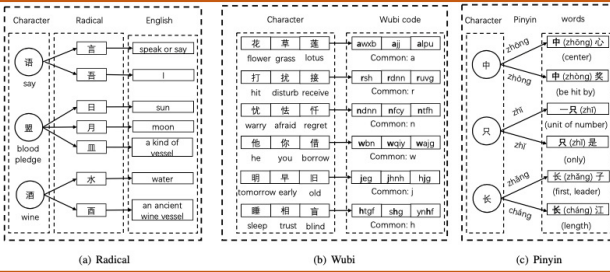 Character Radical English
语
say
言 speak or say
吾 I
盟
blood
pledge
日 sun
月 moon
皿 a kind of
vessel
酒
wine
水 water
酉 an ancient
wine vessel
(a) Radical
Character Wubi code
花 草 莲 awxb ajj alpu
flower grass lotus Common: a
打 扰 接 rsh rdnn ruvg
hit disturb receive Common: r
忧 怯 忏 ndnn nfcy ntfh
warry afraid regret Common: n
他 你 借 wbn wqiy wajg
he you borrow Common: w
明 早 旧 jeg jhnh hjg
tomorrow early old Common: j
睡 相 盲 htgf shg ynhf
sleep trust blind Common: h
(b) Wubi
Character Pinyin words
中
zhōng 中 (zhōng) 心
(center)
zhòng 中 (zhòng) 奖
(be hit by)
只
zhī 一只 (zhī)
(unit of number)
zhǐ 只 (zhǐ) 是
(only)
长
zhǎng 长 (zhǎng) 子
(first, leader)
cháng 长 (cháng) 江
(length)
(c) Pinyin